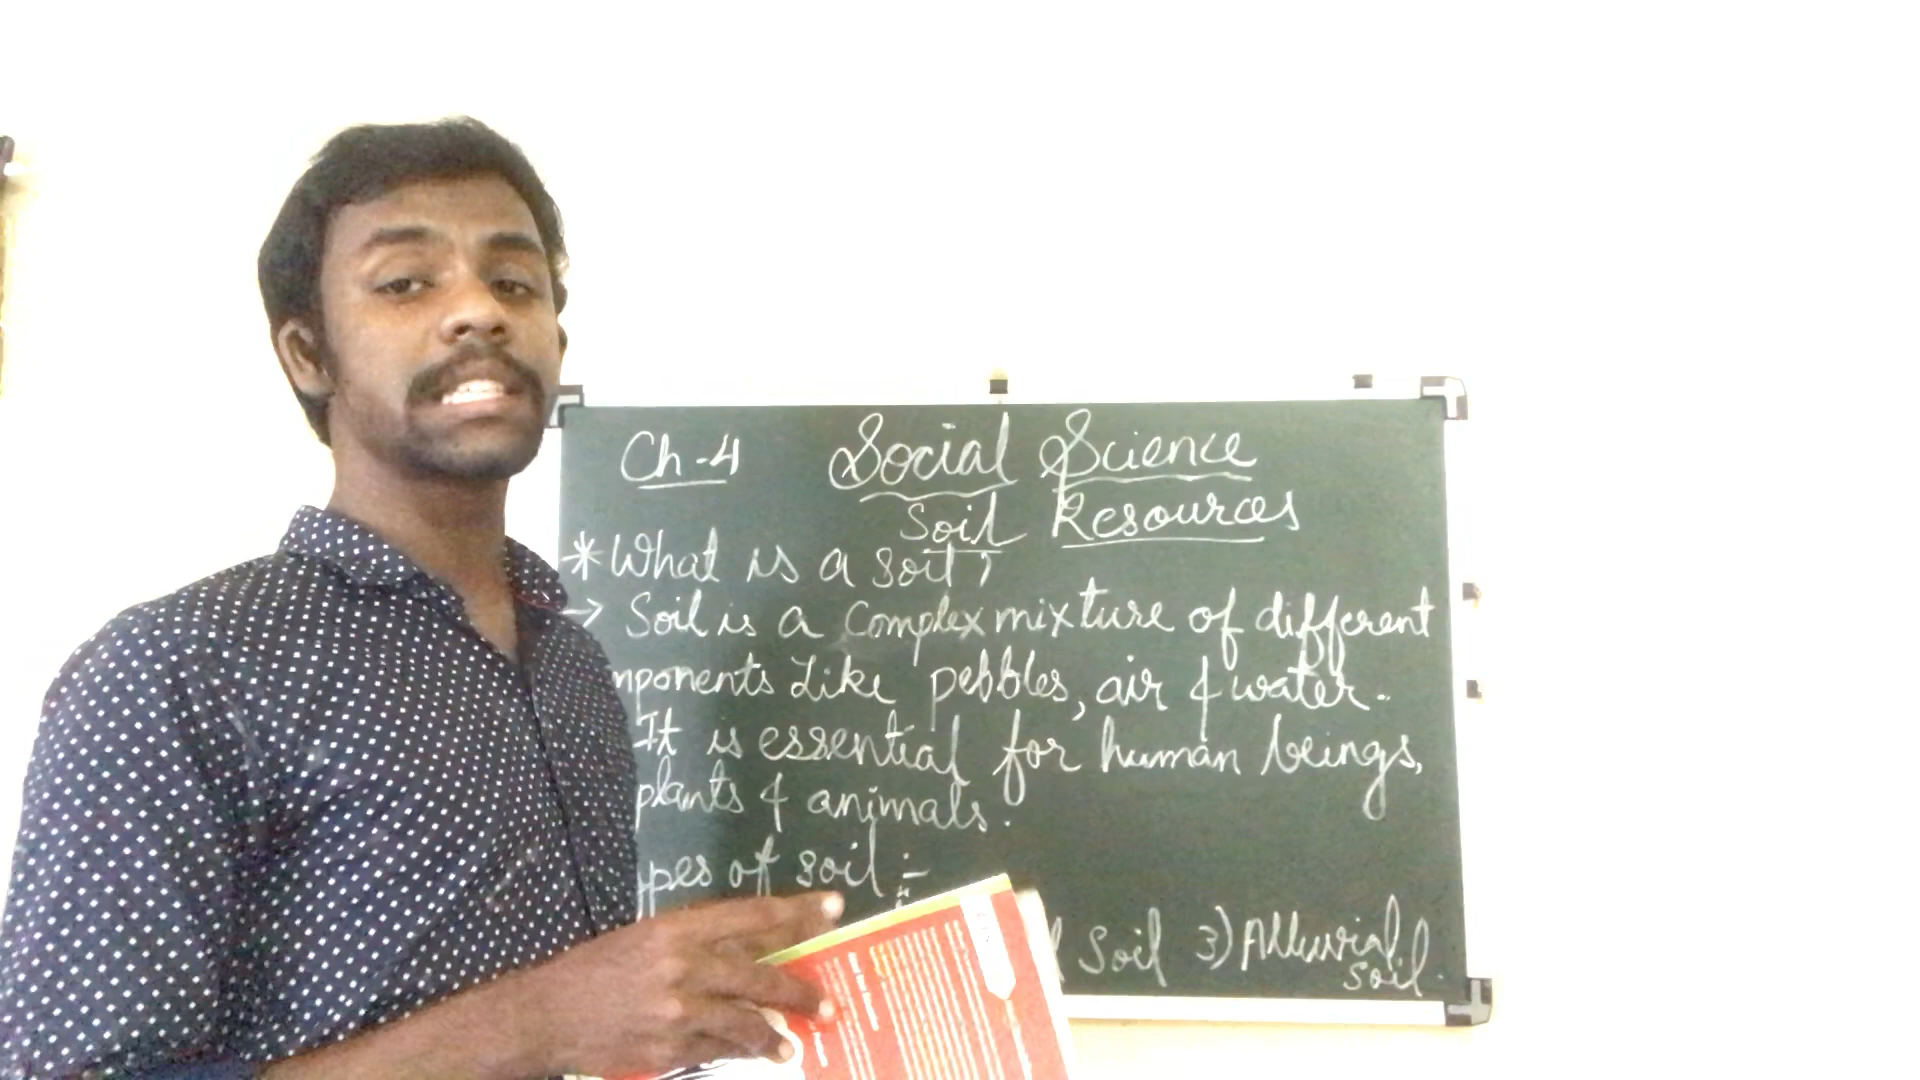 Ch-4 Social Science
Soil Resources
* What is a soil?
→ Soil is a complex mixture of different
mponents like pebbles, air & water.
It is essential for human beings,
plants & animals.
ypes of soil :-
Soil 3) Alluvial
soil.